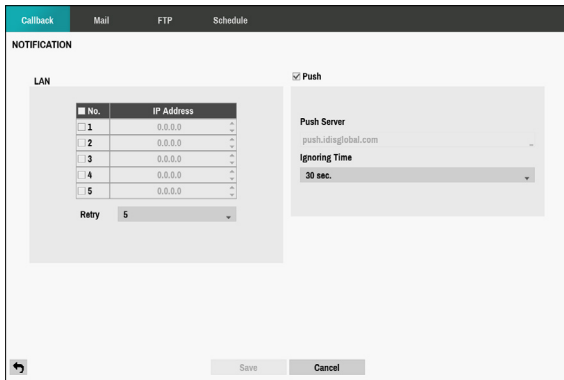 Callback Mail FTP Schedule
NOTIFICATION
LAN
No. IP Address
1 0.0.0.0
2 0.0.0.0
3 0.0.0.0
4 0.0.0.0
5 0.0.0.0
Retry 5
Push
Push Server
push.idisglobal.com
Ignoring Time
30 sec.
Save Cancel